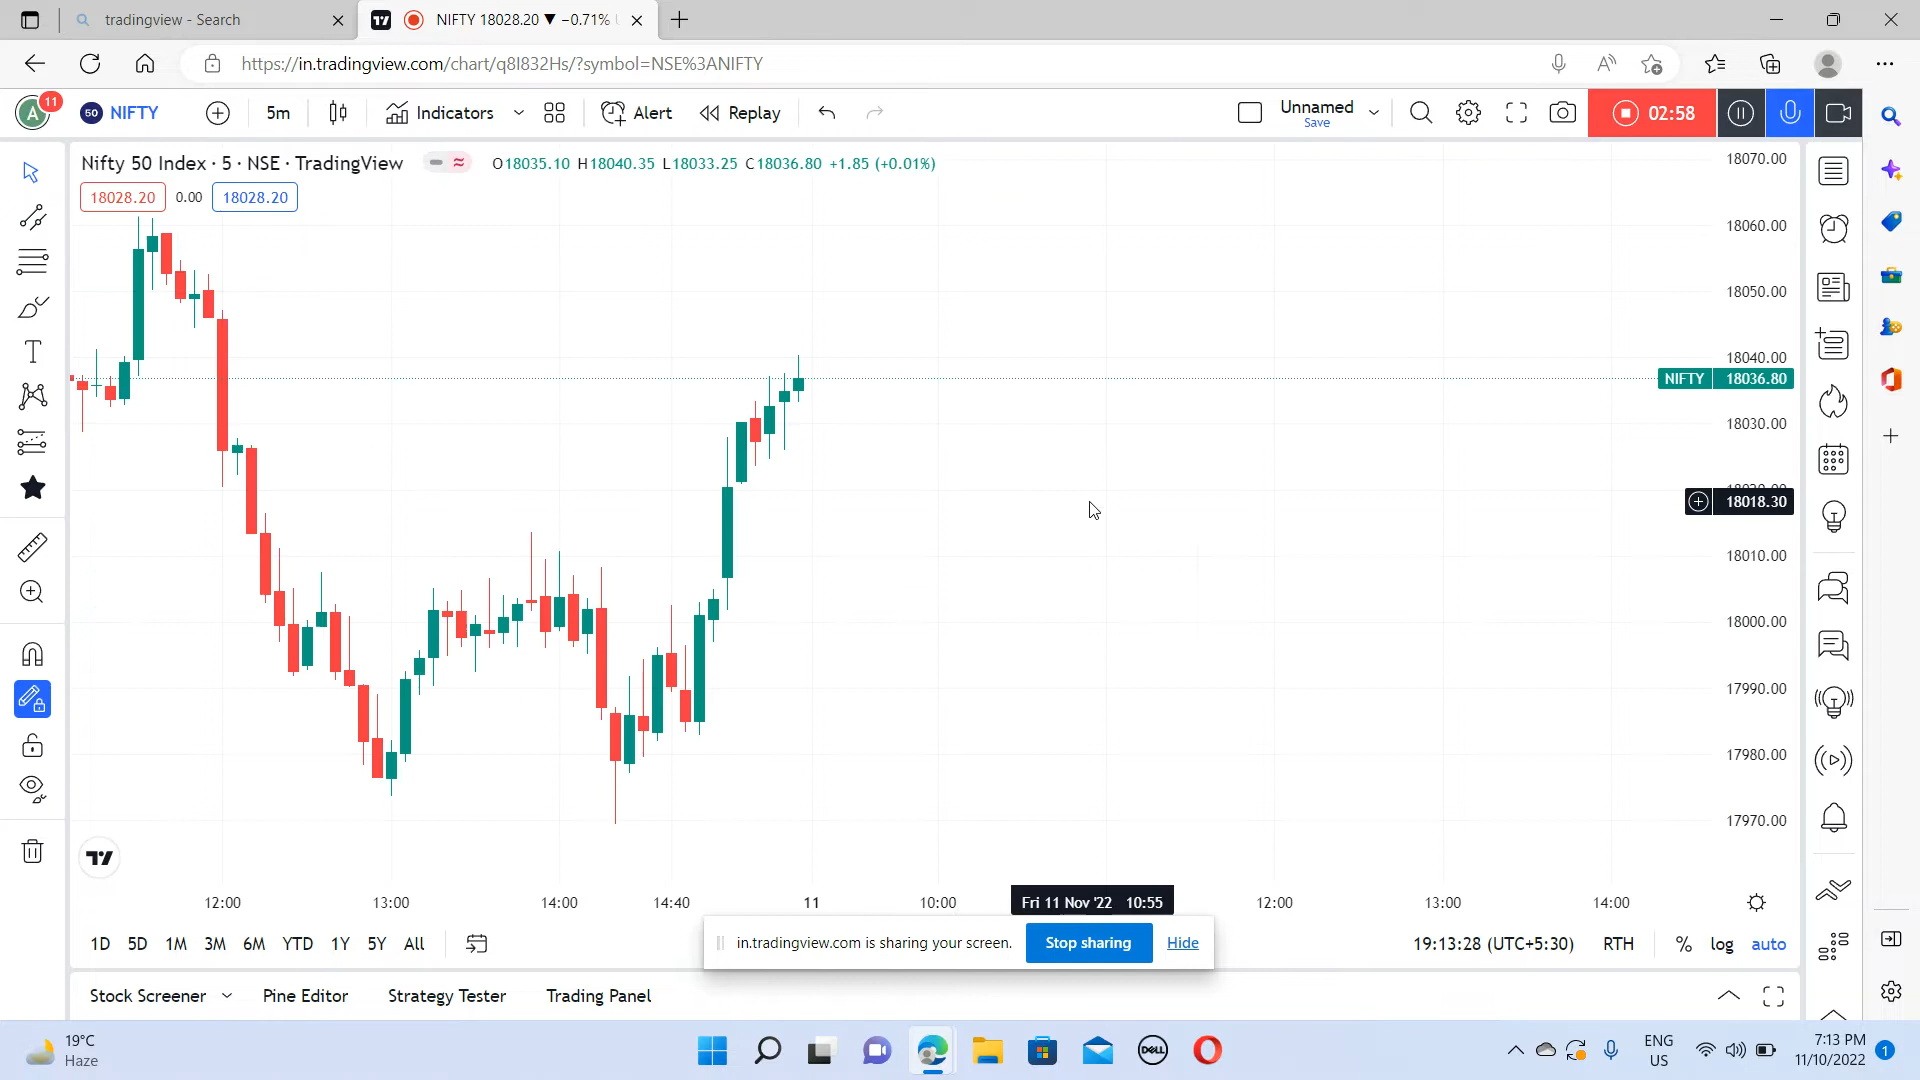 tradingview - Search
NIFTY 18028.20 ▼ −0.71%
https://in.tradingview.com/chart/q8I832Hs/?symbol=NSE%3ANIFTY
A 11
50 NIFTY
5m
Indicators
Alert
Replay
Unnamed
Save
02:58
Nifty 50 Index · 5 · NSE · TradingView
O18035.10 H18040.35 L18033.25 C18036.80 +1.85 (+0.01%)
18028.20 0.00 18028.20
18070.00
18060.00
18050.00
18040.00
NIFTY 18036.80
18030.00
18018.30
18010.00
18000.00
17990.00
17980.00
17970.00
12:00 13:00 14:00 14:40 11 10:00 Fri 11 Nov '22 10:55 12:00 13:00 14:00
1D 5D 1M 3M 6M YTD 1Y 5Y All
in.tradingview.com is sharing your screen. Stop sharing Hide
19:13:28 (UTC+5:30) RTH % log auto
Stock Screener Pine Editor Strategy Tester Trading Panel
19°C
Haze
DELL
ENG
US
7:13 PM
11/10/2022
1